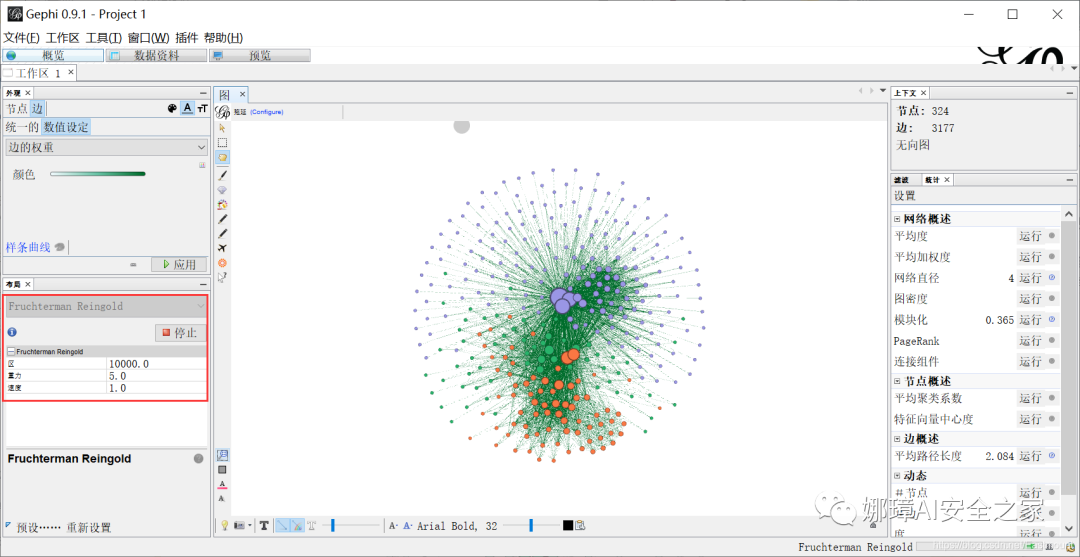 Gephi 0.9.1 - Project 1
文件(F) 工作区 工具(T) 窗口(W) 插件 帮助(H)
概览 数据资料 预览
工作区 1
外观
节点 边
统一的 数值设定
边的权重
颜色
样条曲线
应用
布局
Fruchterman Reingold
停止
Fruchterman Reingold
区 10000.0
重力 5.0
速度 1.0
Fruchterman Reingold
预设…… 重新设置
图
拖延 (Configure)
Arial Bold, 32
上下文
节点: 324
边: 3177
无向图
滤波 统计
设置
网络概述
平均度 运行
平均加权度 运行
网络直径 4 运行
图密度 运行
模块化 0.365 运行
PageRank 运行
连接组件 运行
节点概述
平均聚类系数 运行
特征向量中心度 运行
边概述
平均路径长度 2.084 运行
动态
# 节点 运行
度 运行
娜璋AI安全之家
Fruchterman Reingold